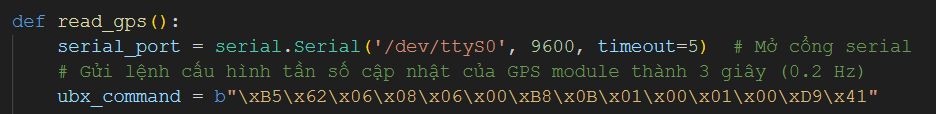 def read_gps():
    serial_port = serial.Serial('/dev/ttyS0', 9600, timeout=5)  # Mở cổng serial
    # Gửi lệnh cấu hình tần số cập nhật của GPS module thành 3 giây (0.2 Hz)
    ubx_command = b"\xB5\x62\x06\x08\x06\x00\xB8\x0B\x01\x00\x01\x00\xD9\x41"